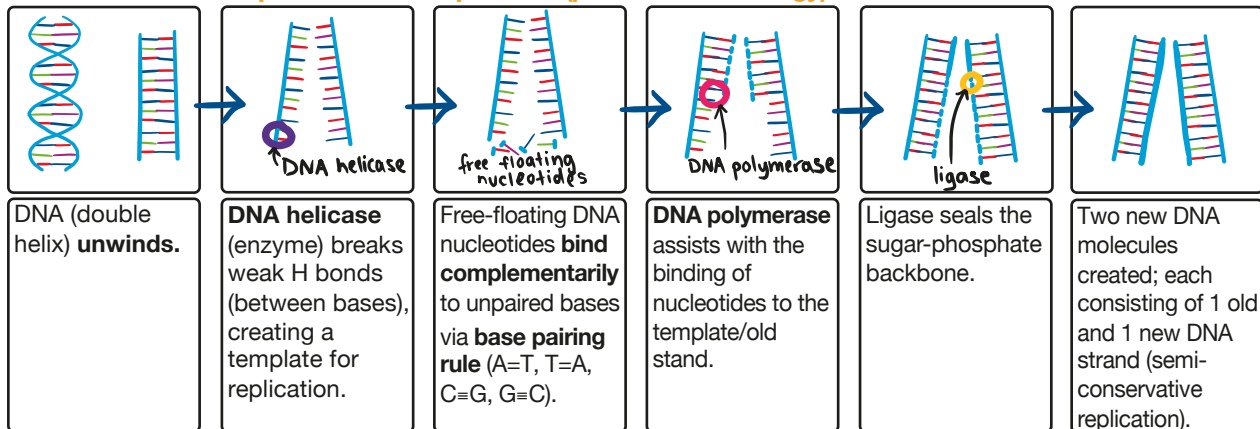 DNA helicase
free floating
nucleotides
DNA polymerase
ligase
DNA (double
helix) unwinds.
DNA helicase
(enzyme) breaks
weak H bonds
(between bases),
creating a
template for
replication.
Free-floating DNA
nucleotides bind
complementarily
to unpaired bases
via base pairing
rule (A=T, T=A,
C≡G, G≡C).
DNA polymerase
assists with the
binding of
nucleotides to the
template/old
stand.
Ligase seals the
sugar-phosphate
backbone.
Two new DNA
molecules
created; each
consisting of 1 old
and 1 new DNA
strand (semi-
conservative
replication).